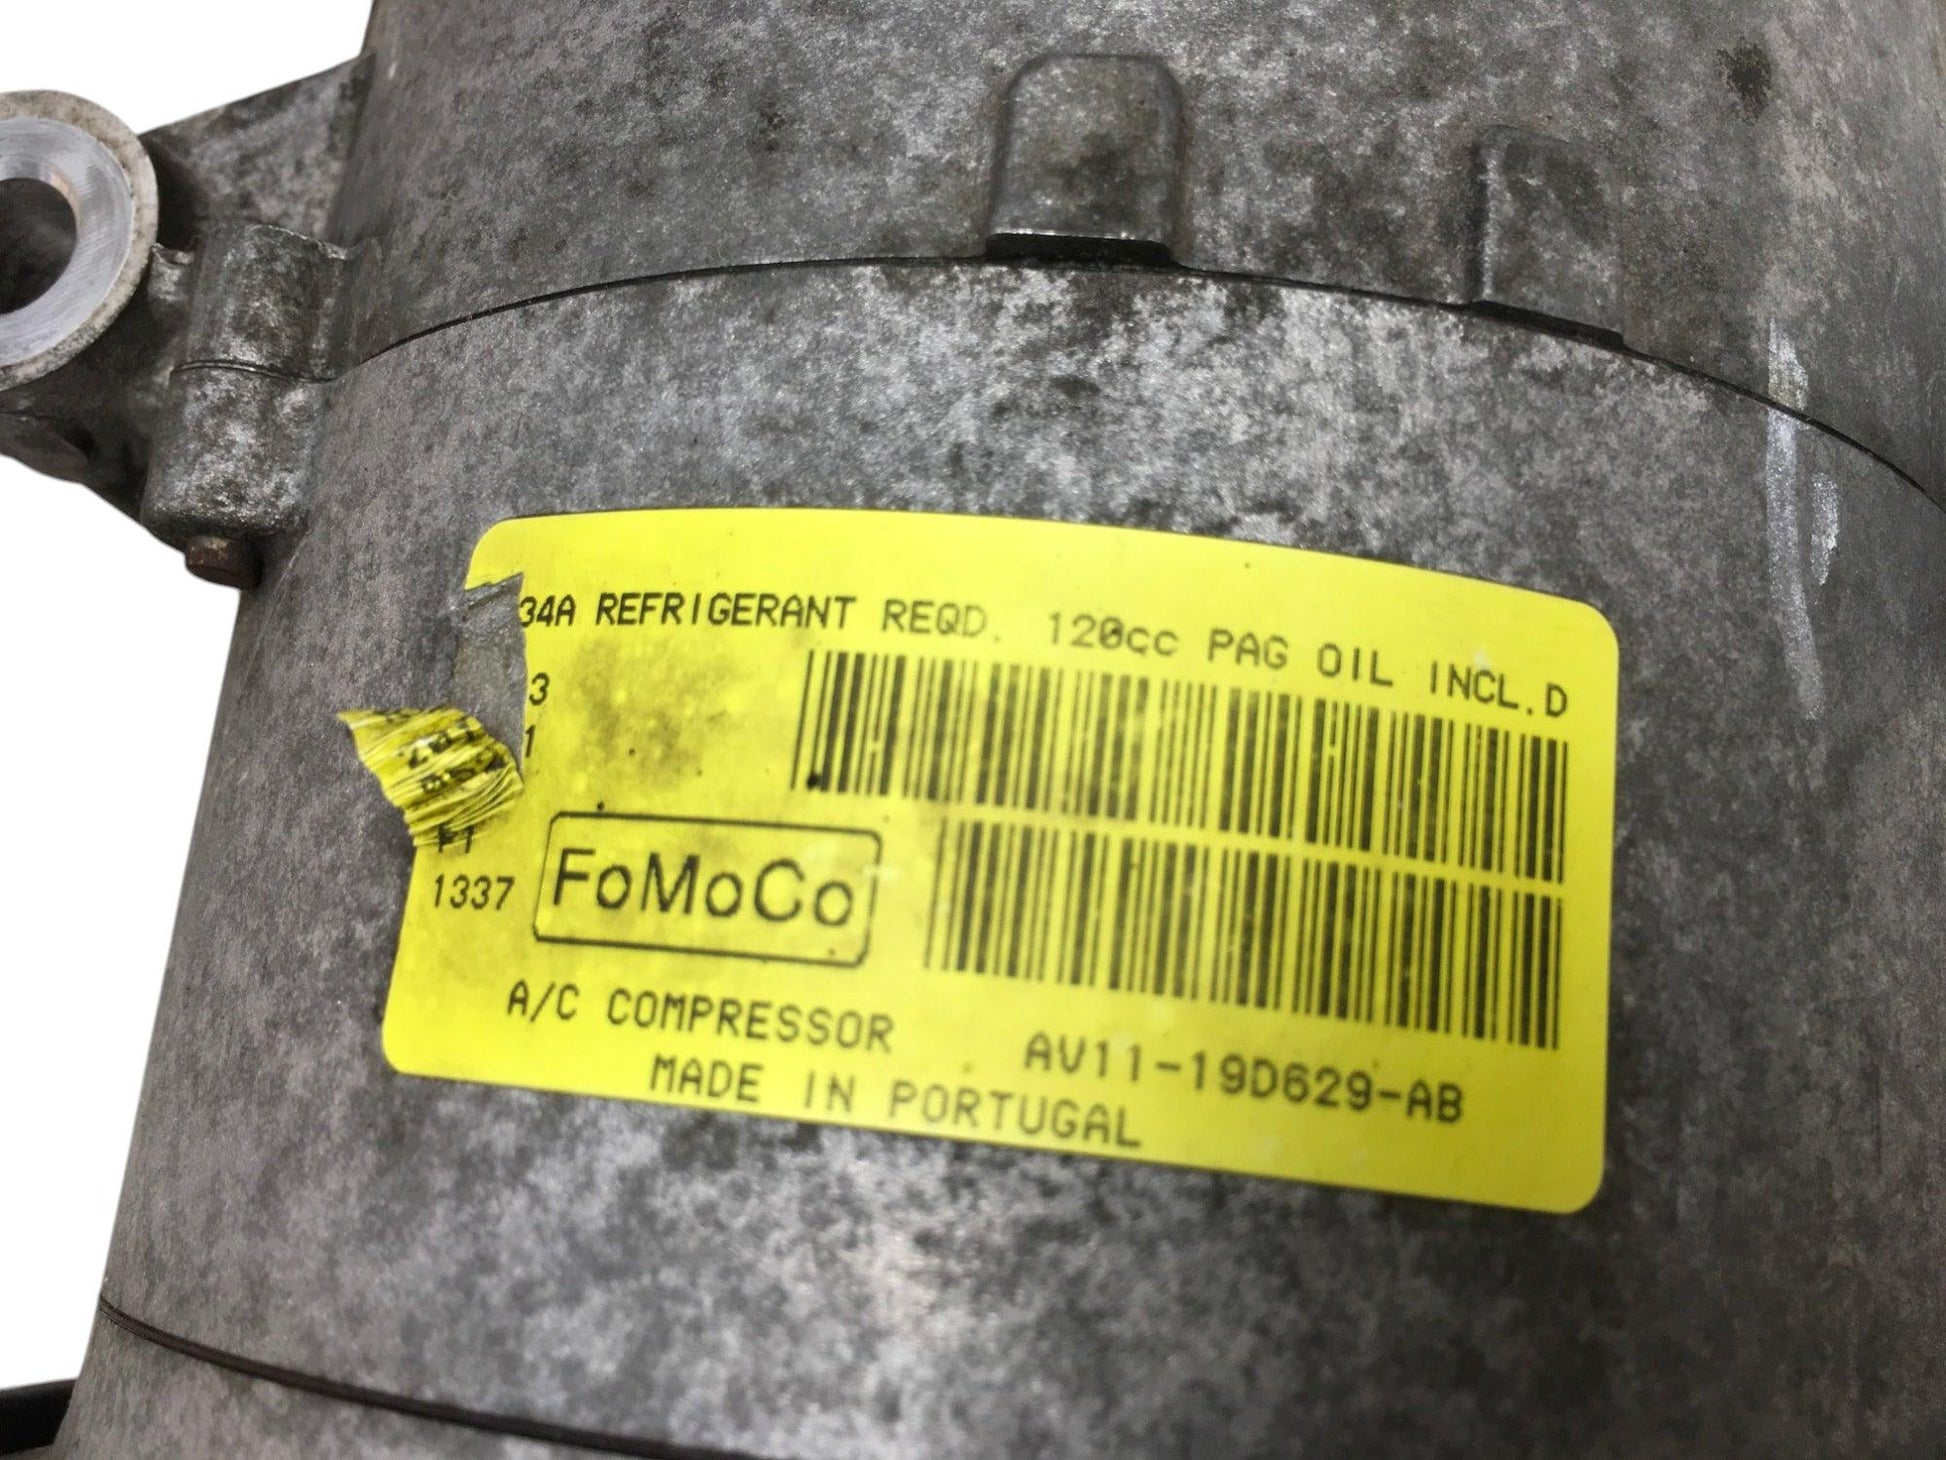 34A REFRIGERANT REQD. 120cc PAG OIL INCL.D
3
1
1337 FoMoCo
A/C COMPRESSOR AV11-19D629-AB
MADE IN PORTUGAL